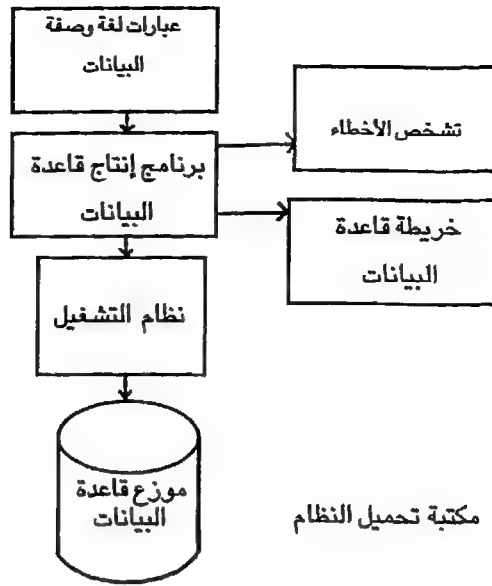 عبارات لغة وصفة
البيانات
تشخص الأخطاء
برنامج إنتاج قاعدة
البيانات
خريطة قاعدة
البيانات
نظام التشغيل
موزع قاعدة
البيانات
مكتبة تحميل النظام